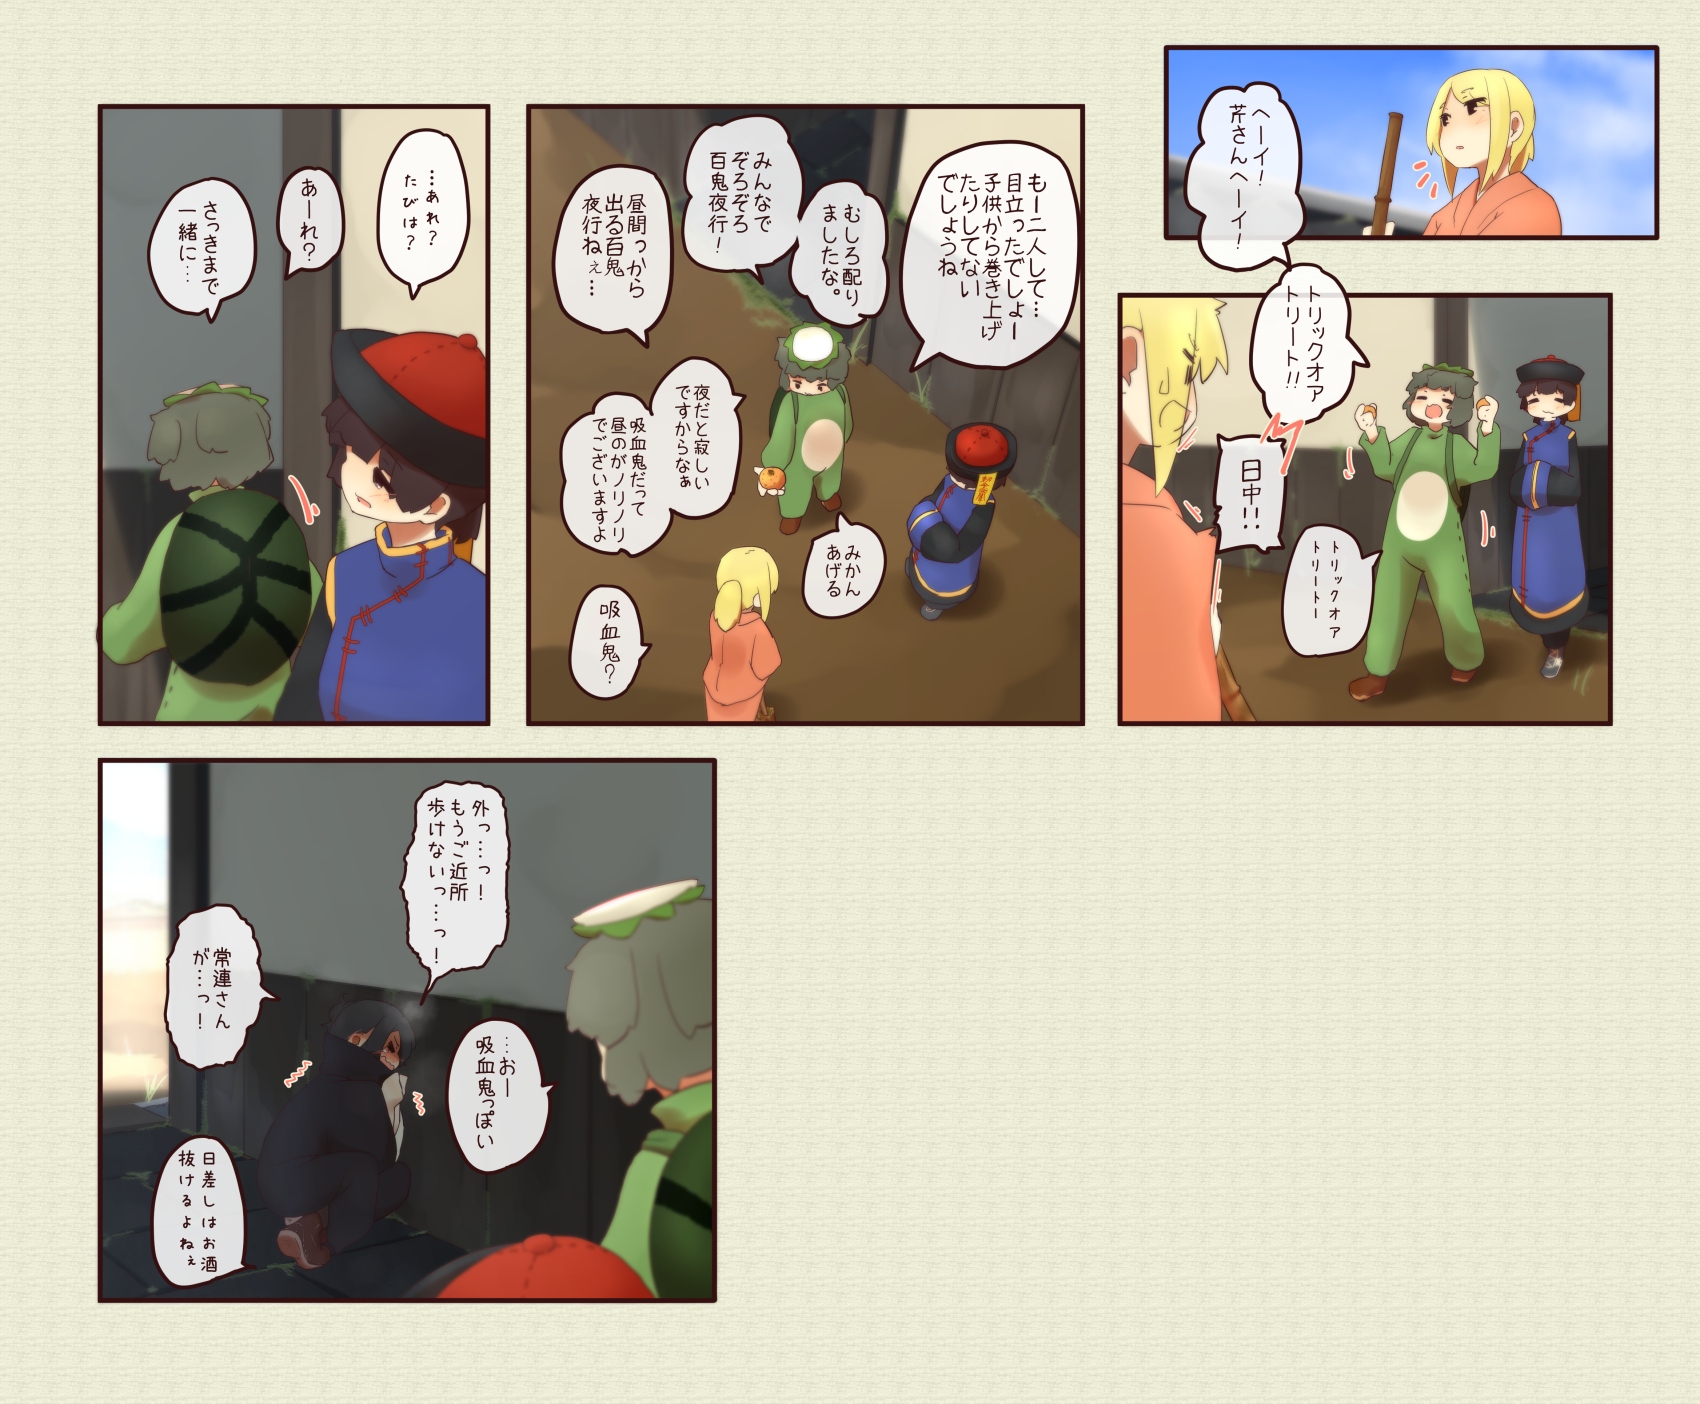 ヘーイ！
芹さんヘーイ！
トリックオア
トリート！！
日中！！
トリックオア
トリートー
もー二人して…
目立ったでしょー
子供から巻き上げ
たりしてない
でしょうね
むしろ配り
ましたな。
みんなで
ぞろぞろ
百鬼夜行！
昼間っから
出る百鬼
夜行ねぇ…
みかん
あげる
夜だと寂しい
ですからなぁ
吸血鬼だって
昼のがノリノリ
でございますよ
吸血鬼？
…あれ？
たびは？
あーれ？
さっきまで
一緒に…
外っ…っ！
もうご近所
歩けないっ…っ！
常連さん
が…っ！
…おー
吸血鬼っぽい
日差しはお酒
抜けるよねぇ